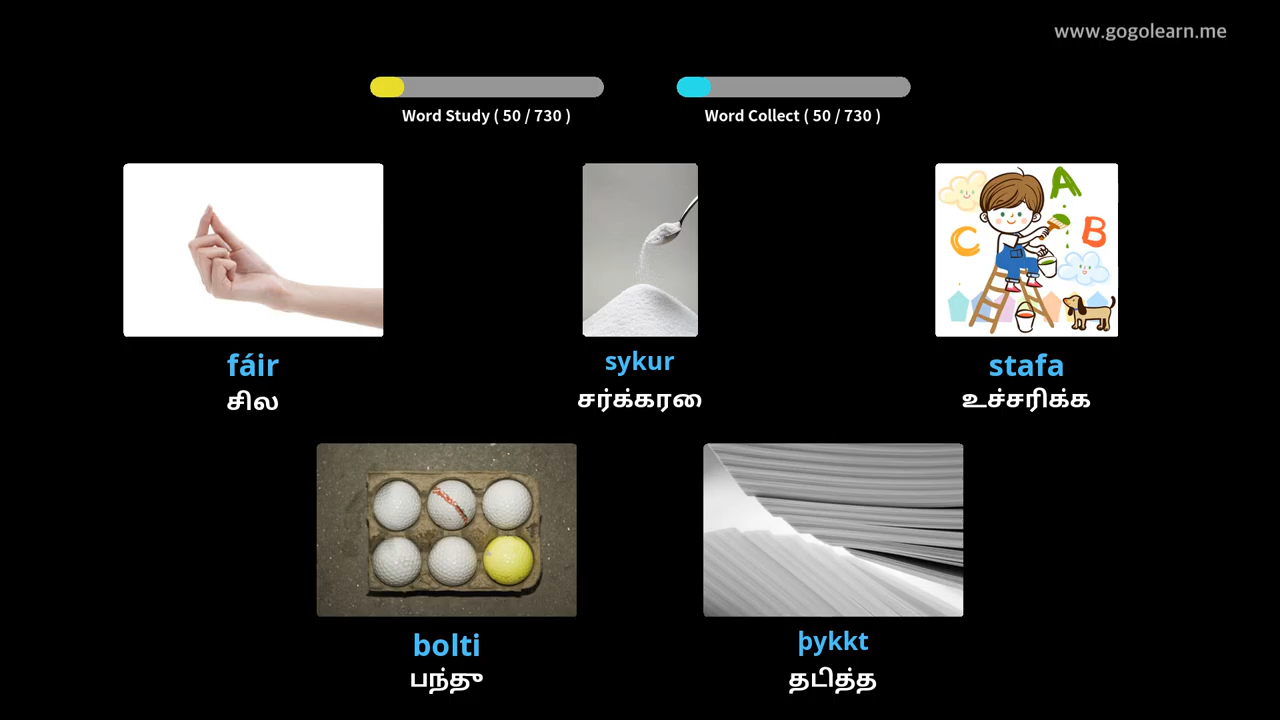 www.gogolearn.me
Word Study ( 50 / 730 )
Word Collect ( 50 / 730 )
A
B
C
fáir
சில
sykur
சர்க்கரை
stafa
உச்சரிக்க
bolti
பந்து
þykkt
தடித்த